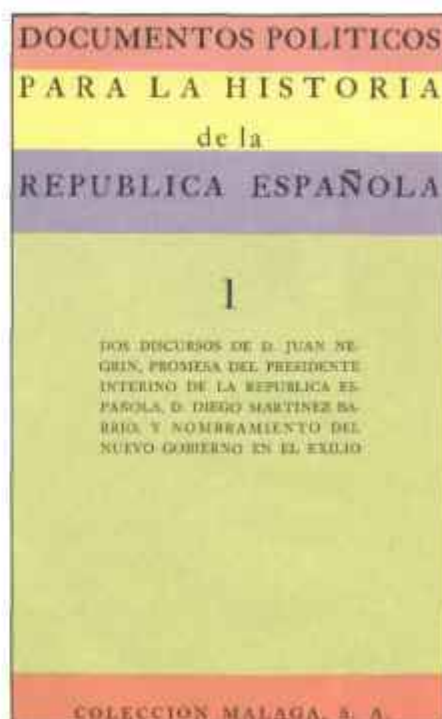 DOCUMENTOS POLITICOS
PARA LA HISTORIA
de la
REPUBLICA ESPAÑOLA
1
DOS DISCURSOS DE D. JUAN NE-
GRIN, PROMESA DEL PRESIDENTE
INTERINO DE LA REPUBLICA ES-
PAÑOLA, D. DIEGO MARTINEZ BA-
RRIO, Y NOMBRAMIENTO DEL
NUEVO GOBIERNO EN EL EXILIO
COLECCION MALAGA, S. A.